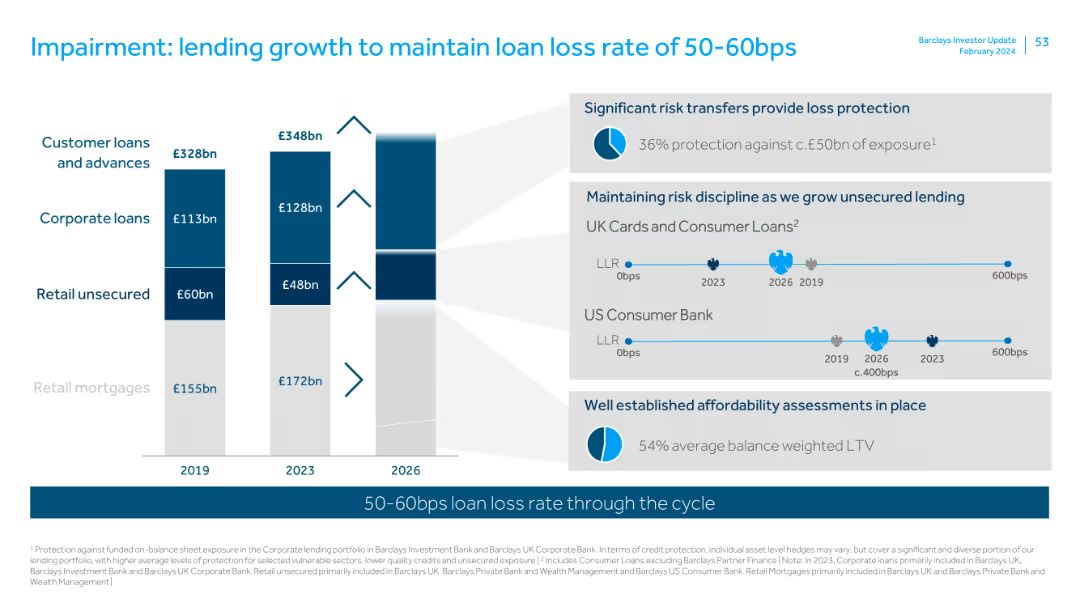 Impairment: lending growth to maintain loan loss rate of 50-60bps
Barclays Investor Update
February 2024
53
Customer loans
and advances
Corporate loans
Retail unsecured
Retail mortgages
£328bn
£113bn
£60bn
£155bn
2019
£348bn
£128bn
£48bn
£172bn
2023
2026
Significant risk transfers provide loss protection
36% protection against c.£50bn of exposure¹
Maintaining risk discipline as we grow unsecured lending
UK Cards and Consumer Loans²
LLR
0bps
2023
2026
2019
600bps
US Consumer Bank
LLR
0bps
2019
2026
c.400bps
2023
600bps
Well established affordability assessments in place
54% average balance weighted LTV
50-60bps loan loss rate through the cycle
¹ Protection against funded on-balance sheet exposure in the Corporate lending portfolio in Barclays Investment Bank and Barclays UK Corporate Bank. In terms of credit protection, individual asset level hedges may vary, but cover a significant and diverse portion of our
lending portfolio, with higher average levels of protection for selected vulnerable sectors, lower quality credits and unsecured exposure | ² Includes Consumer Loans excluding Barclays Partner Finance | Note: In 2023, Corporate loans primarily included in Barclays UK,
Barclays Investment Bank and Barclays UK Corporate Bank. Retail unsecured primarily included in Barclays UK, Barclays Private Bank and Wealth Management and Barclays US Consumer Bank. Retail Mortgages primarily included in Barclays UK and Barclays Private Bank and
Wealth Management |